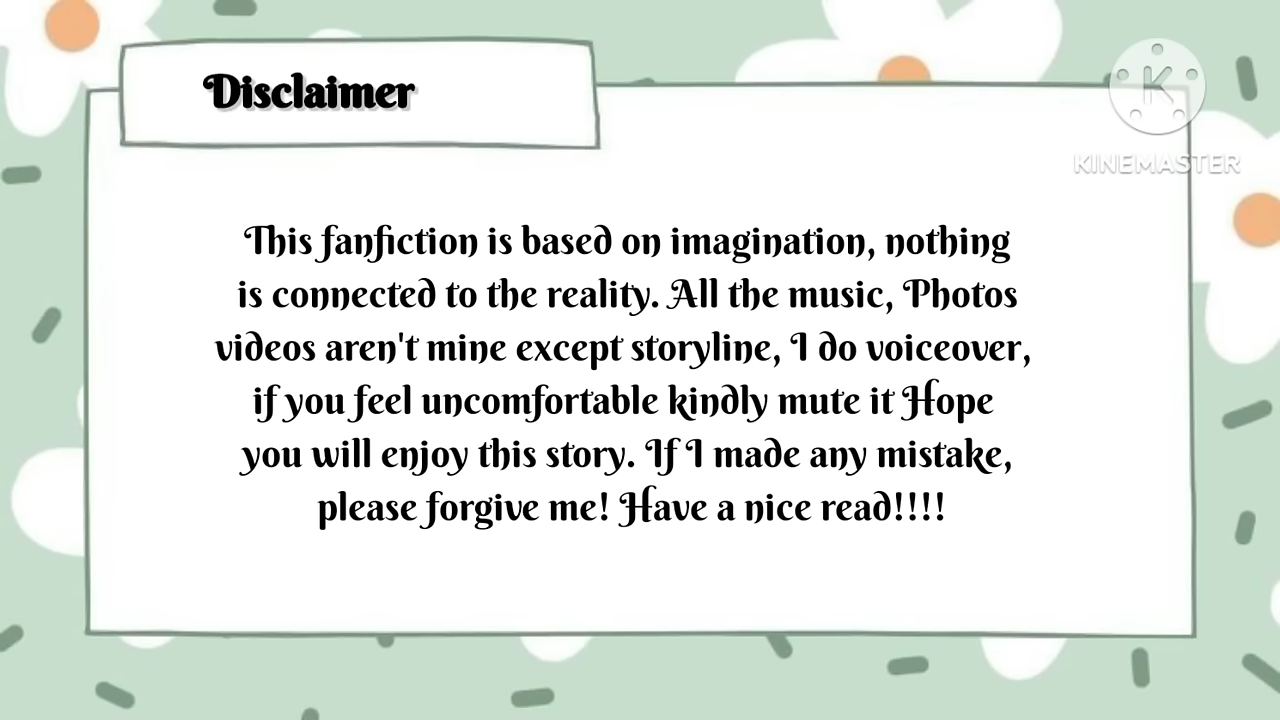 Disclaimer
KINEMASTER
This fanfiction is based on imagination, nothing
is connected to the reality. All the music, Photos
videos aren't mine except storyline, I do voiceover,
if you feel uncomfortable kindly mute it Hope
you will enjoy this story. If I made any mistake,
please forgive me! Have a nice read!!!!